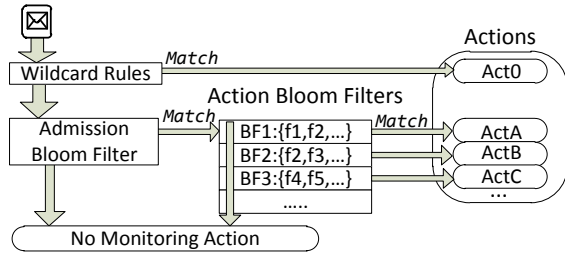 Actions
Match
Wildcard Rules
Act0
Action Bloom Filters
Match
Match
Admission
Bloom Filter
BF1:{f1,f2,...}
ActA
BF2:{f2,f3,...}
ActB
BF3:{f4,f5,...}
ActC
.....
...
No Monitoring Action